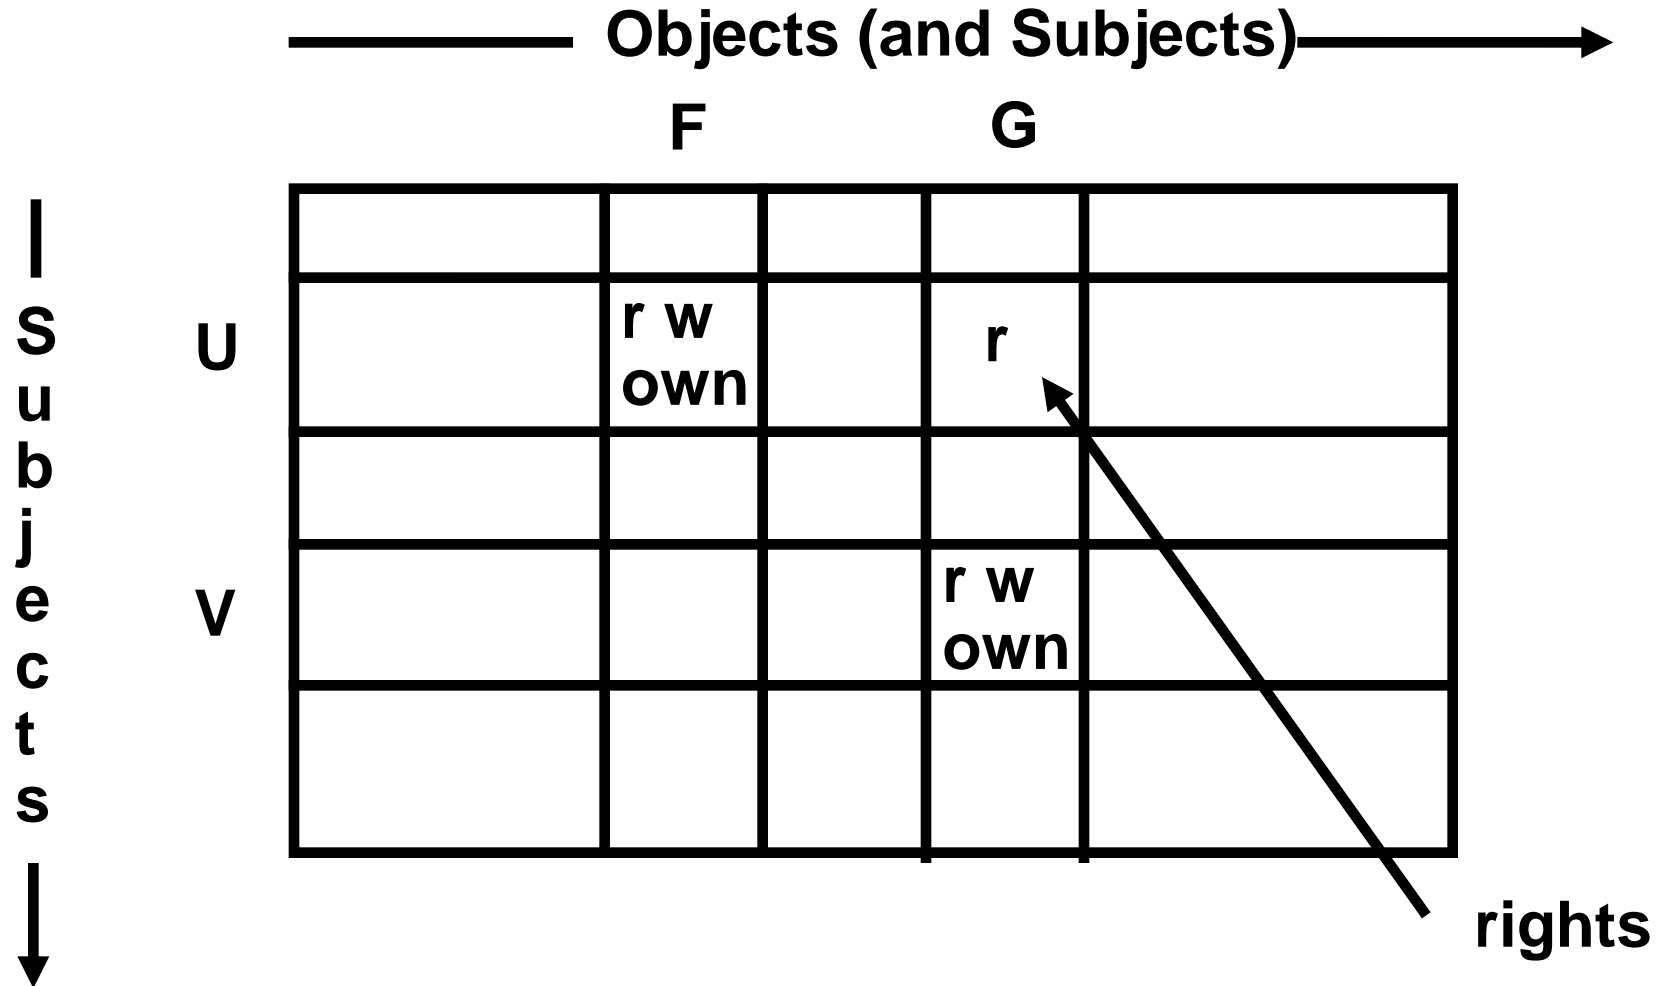 Objects (and Subjects)
F G
Subjects
U
r w
own
r
V
r w
own
rights